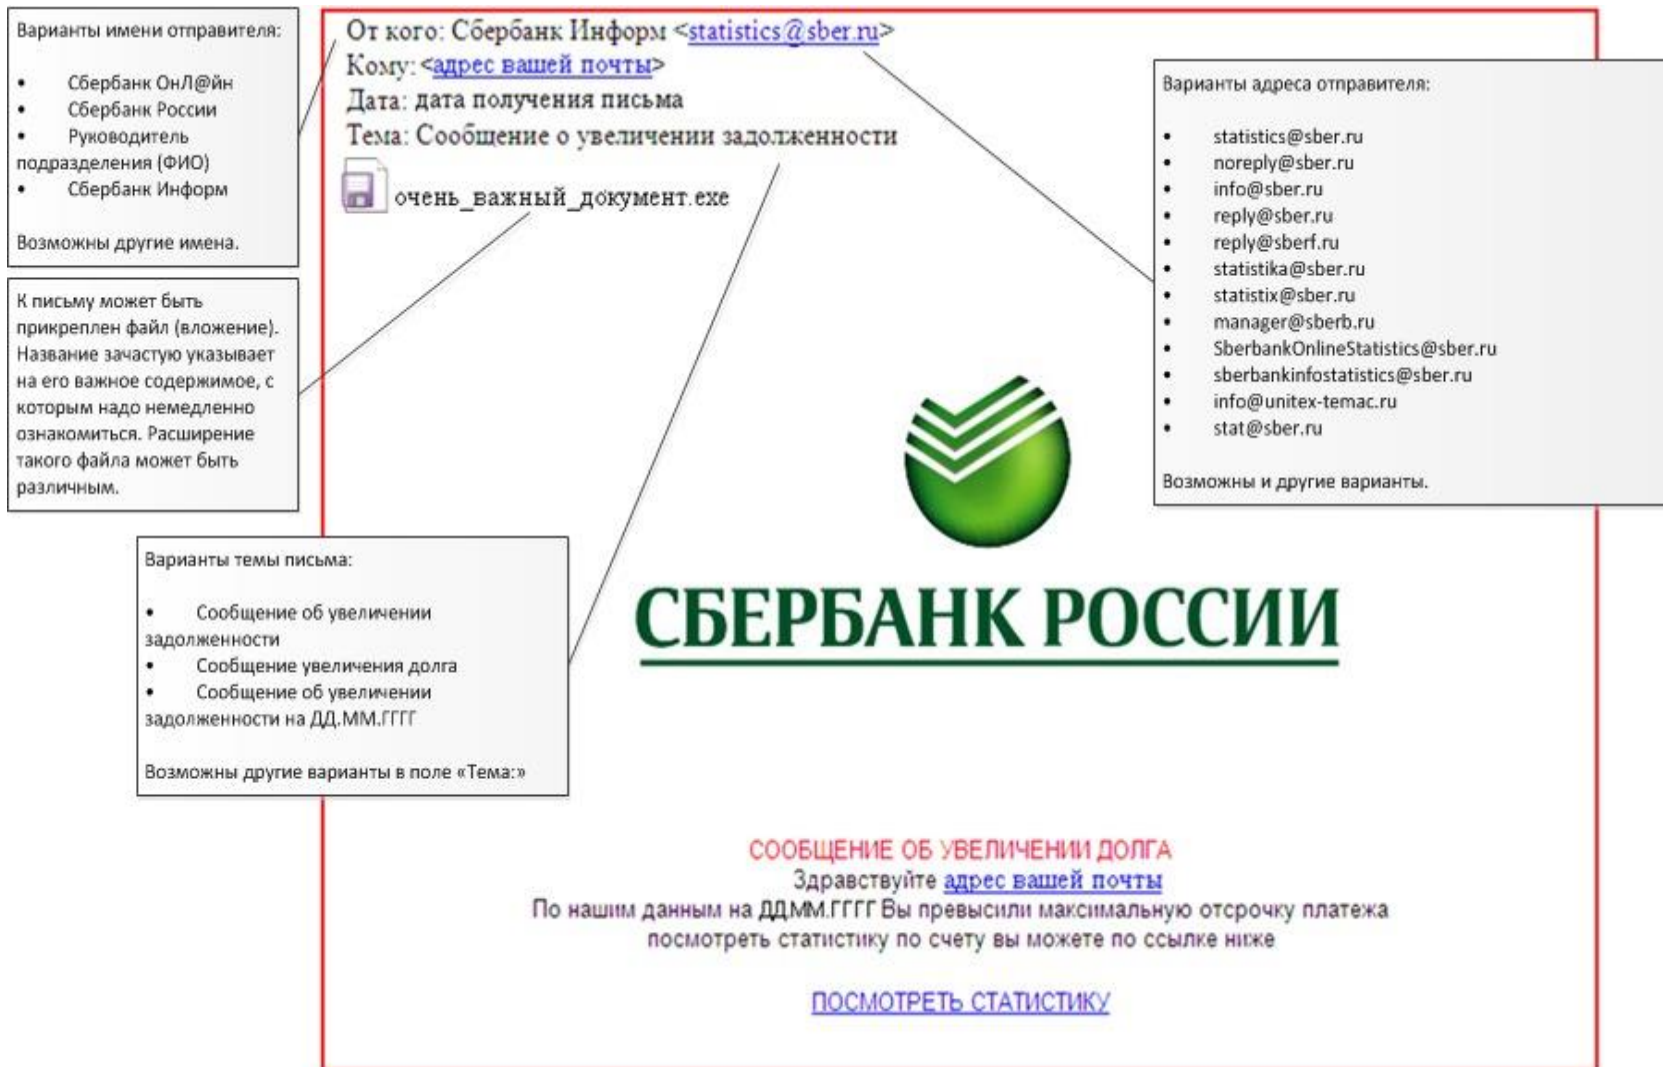 Варианты имени отправителя:
• Сбербанк ОнЛ@йн
• Сбербанк России
• Руководитель
подразделения (ФИО)
• Сбербанк Информ
Возможны другие имена.
К письму может быть
прикреплен файл (вложение).
Название зачастую указывает
на его важное содержимое, с
которым надо немедленно
ознакомиться. Расширение
такого файла может быть
различным.
От кого: Сбербанк Информ <statistics@sber.ru>
Кому: <адрес вашей почты>
Дата: дата получения письма
Тема: Сообщение о увеличении задолженности
очень_важный_документ.exe
Варианты адреса отправителя:
• statistics@sber.ru
• noreply@sber.ru
• info@sber.ru
• reply@sber.ru
• reply@sberf.ru
• statistika@sber.ru
• statistix@sber.ru
• manager@sberb.ru
• SberbankOnlineStatistics@sber.ru
• sberbankinfostatistics@sber.ru
• info@unitex-temac.ru
• stat@sber.ru
Возможны и другие варианты.
Варианты темы письма:
• Сообщение об увеличении
задолженности
• Сообщение увеличения долга
• Сообщение об увеличении
задолженности на ДД.ММ.ГГГГ
Возможны другие варианты в поле «Тема:»
СБЕРБАНК РОССИИ
СООБЩЕНИЕ ОБ УВЕЛИЧЕНИИ ДОЛГА
Здравствуйте адрес вашей почты
По нашим данным на ДД.ММ.ГГГГ Вы превысили максимальную отсрочку платежа
посмотреть статистику по счету вы можете по ссылке ниже
ПОСМОТРЕТЬ СТАТИСТИКУ